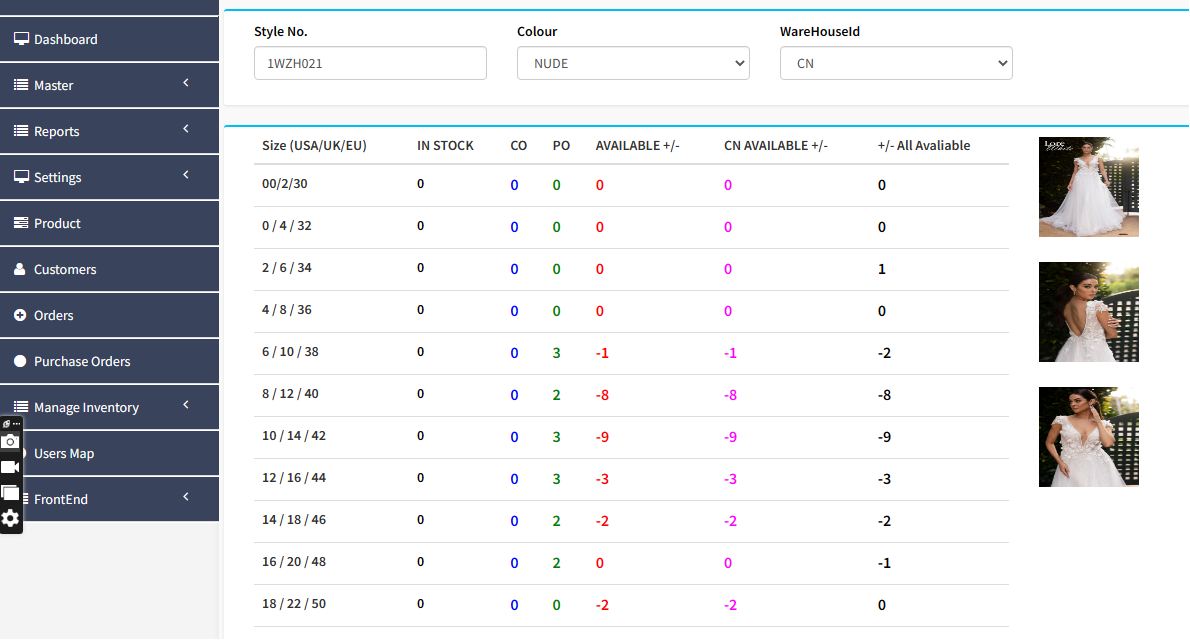 Style No. Colour WareHouseId
1WZH021 NUDE CN
Dashboard
Master
Reports
Settings
Product
Customers
Orders
Purchase Orders
Manage Inventory
Users Map
FrontEnd
Size (USA/UK/EU) IN STOCK CO PO AVAILABLE +/- CN AVAILABLE +/- +/- All Avaliable
00/2/30 0 0 0 0 0 0
0 / 4 / 32 0 0 0 0 0 0
2 / 6 / 34 0 0 0 0 0 1
4 / 8 / 36 0 0 0 0 0 0
6 / 10 / 38 0 0 3 -1 -1 -2
8 / 12 / 40 0 0 2 -8 -8 -8
10 / 14 / 42 0 0 3 -9 -9 -9
12 / 16 / 44 0 0 3 -3 -3 -3
14 / 18 / 46 0 0 2 -2 -2 -2
16 / 20 / 48 0 0 2 0 0 -1
18 / 22 / 50 0 0 0 -2 -2 0